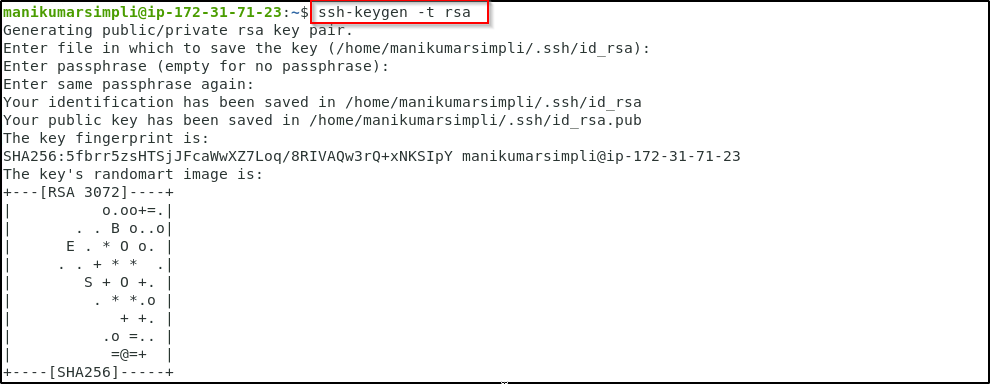 manikumarsimpli@ip-172-31-71-23:~$ ssh-keygen -t rsa
Generating public/private rsa key pair.
Enter file in which to save the key (/home/manikumarsimpli/.ssh/id_rsa):
Enter passphrase (empty for no passphrase):
Enter same passphrase again:
Your identification has been saved in /home/manikumarsimpli/.ssh/id_rsa
Your public key has been saved in /home/manikumarsimpli/.ssh/id_rsa.pub
The key fingerprint is:
SHA256:5fbrr5zsHTSjJFcaWwXZ7Loq/8RIVAQw3rQ+xNKSIpY manikumarsimpli@ip-172-31-71-23
The key's randomart image is:
+---[RSA 3072]----+
|          o.oo+=.|
|       . . B o..o|
|      E . * O o. |
|     . . + * *  .|
|        S + O +. |
|         . * *.o |
|            + +. |
|          .o =.. |
|           =@=+  |
+----[SHA256]-----+